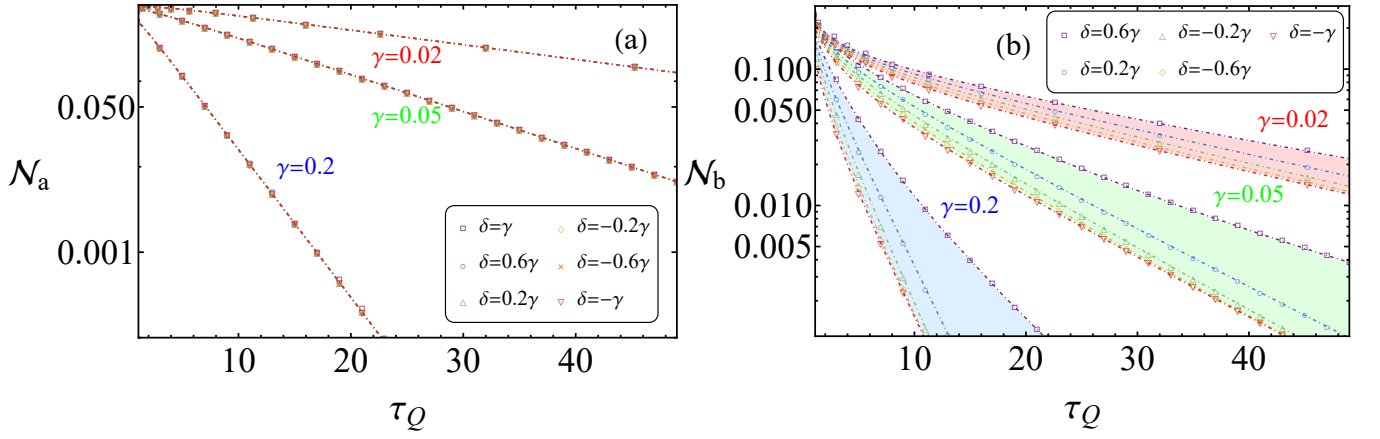 (a)
γ=0.02
0.050
γ=0.05
𝒩a
γ=0.2
0.001
δ=γ δ=-0.2γ
δ=0.6γ δ=-0.6γ
δ=0.2γ δ=-γ
10 20 30 40
τQ
(b)
δ=0.6γ δ=-0.2γ δ=-γ
δ=0.2γ δ=-0.6γ
0.100
0.050
γ=0.02
𝒩b
0.010
γ=0.2
γ=0.05
0.005
10 20 30 40
τQ